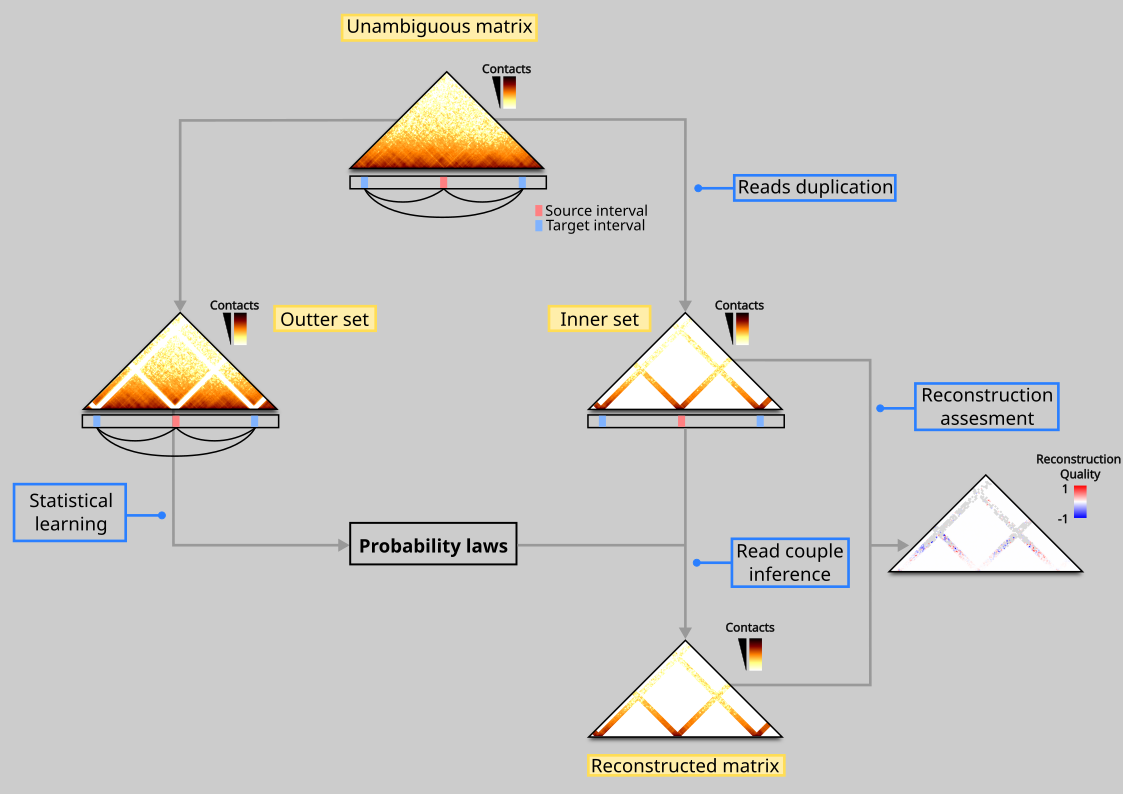 Unambiguous matrix
Contacts
Reads duplication
Source interval
Target interval
Contacts
Outter set
Inner set
Contacts
Reconstruction
assesment
Reconstruction
Quality
1
-1
Statistical
learning
Probability laws
Read couple
inference
Contacts
Reconstructed matrix